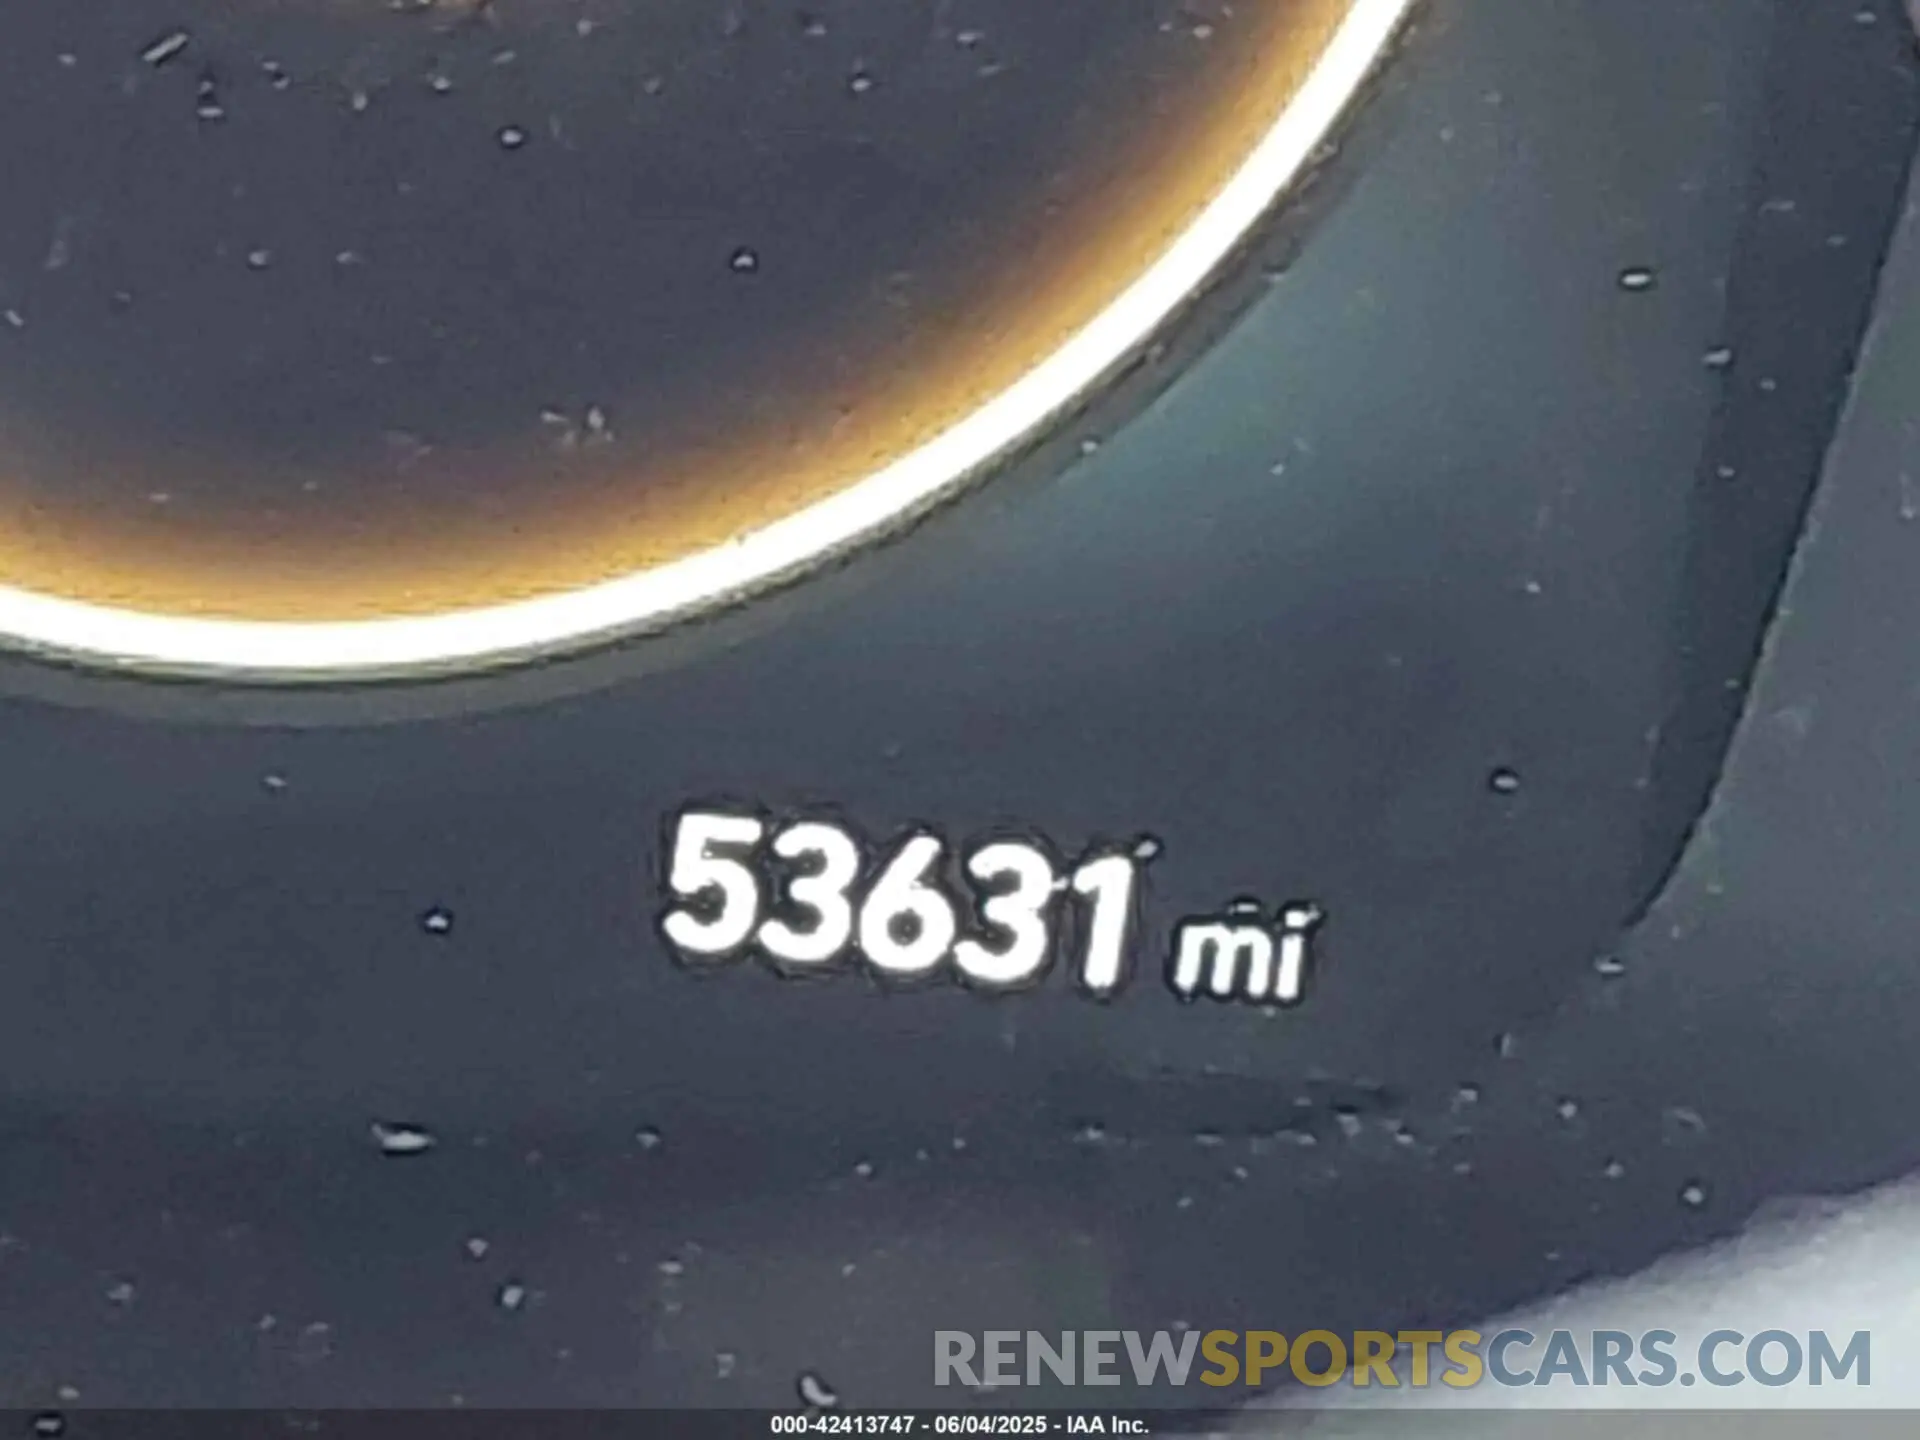 53631 mi
RENEWSPORTSCARS.COM
000-42413747 - 06/04/2025 - IAA Inc.